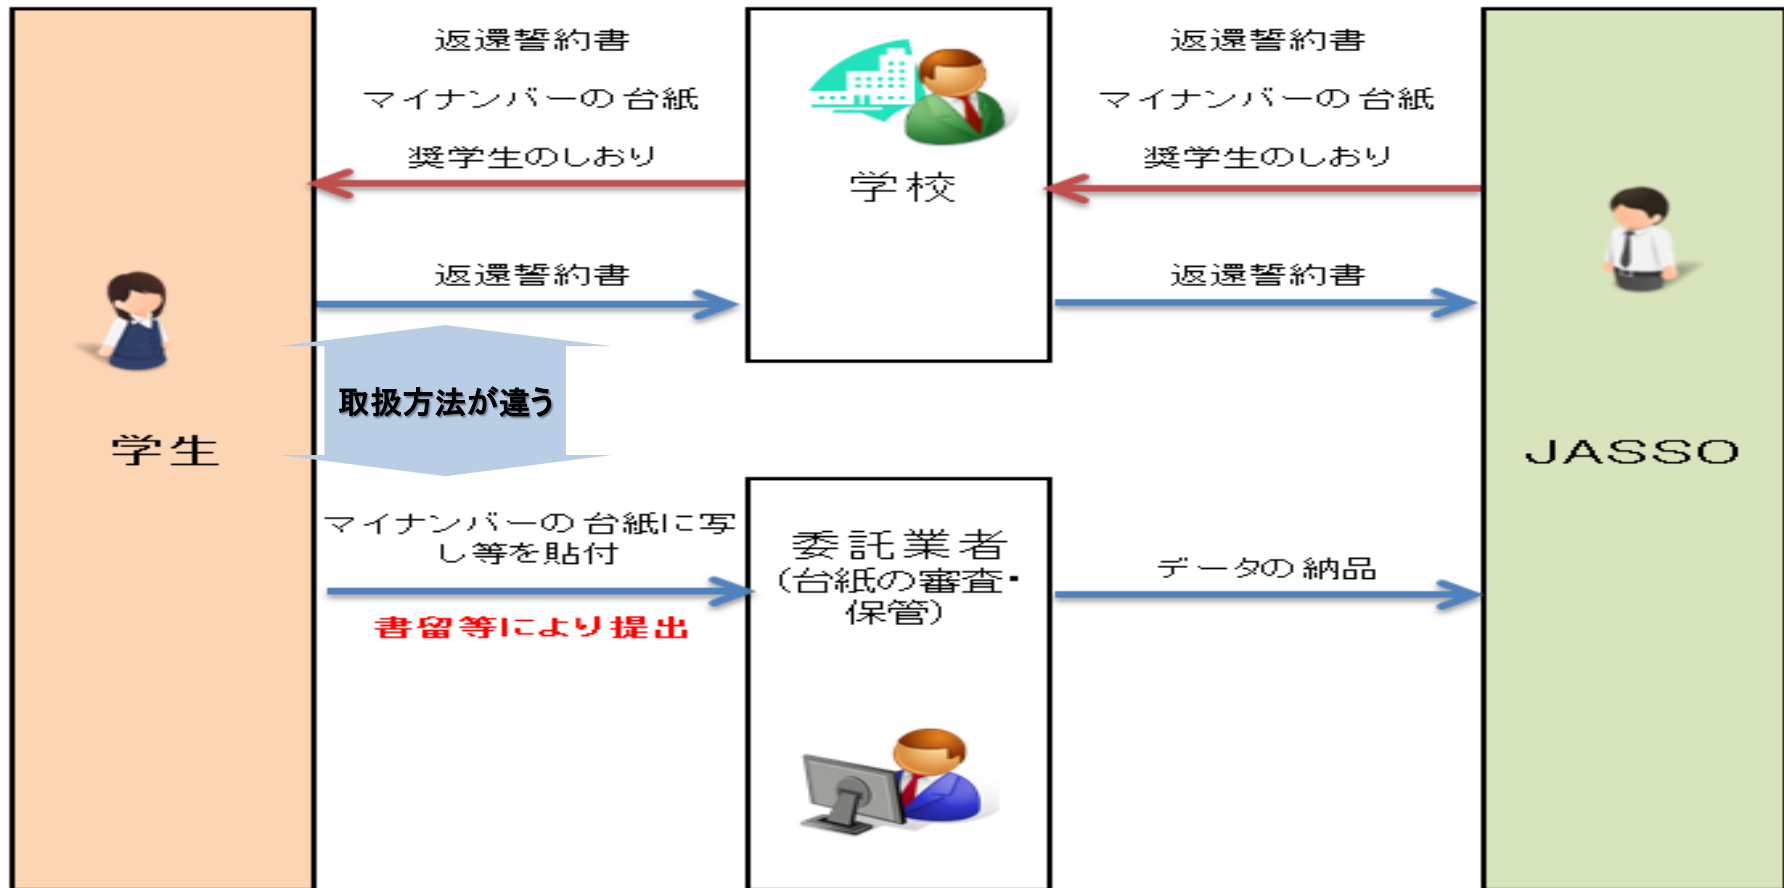 返還誓約書
マイナンバーの台紙
奨学生のしおり
学校
返還誓約書
マイナンバーの台紙
奨学生のしおり
返還誓約書
返還誓約書
取扱方法が違う
学生
JASSO
マイナンバーの台紙に写
し等を貼付
書留等により提出
委託業者
(台紙の審査・
保管)
データの納品